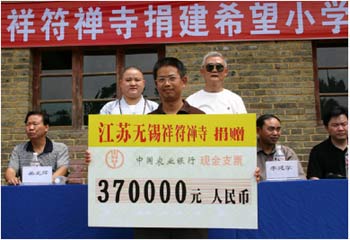 祥符禅寺捐建希望小学
江苏无锡祥符禅寺 捐赠
中国农业银行 现金支票
370000元 人民币